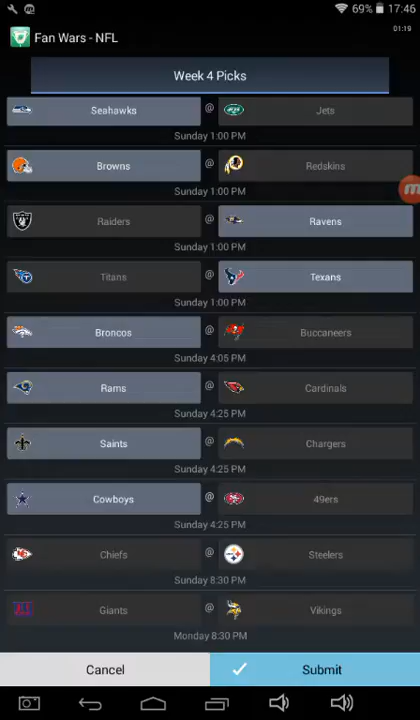 69% 17:46
Fan Wars - NFL
01:19
Week 4 Picks
Seahawks @ Jets
Sunday 1:00 PM
Browns @ Redskins
Sunday 1:00 PM
Raiders @ Ravens
Sunday 1:00 PM
Titans @ Texans
Sunday 1:00 PM
Broncos @ Buccaneers
Sunday 4:05 PM
Rams @ Cardinals
Sunday 4:25 PM
Saints @ Chargers
Sunday 4:25 PM
Cowboys @ 49ers
Sunday 4:25 PM
Chiefs @ Steelers
Sunday 8:30 PM
Giants @ Vikings
Monday 8:30 PM
Cancel Submit